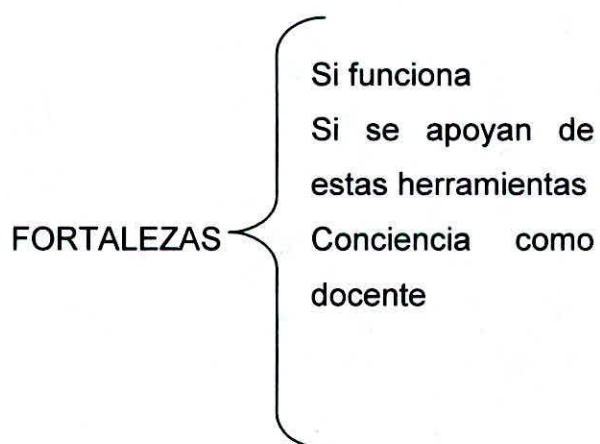 FORTALEZAS
Si funciona
Si se apoyan de
estas herramientas
Conciencia como
docente